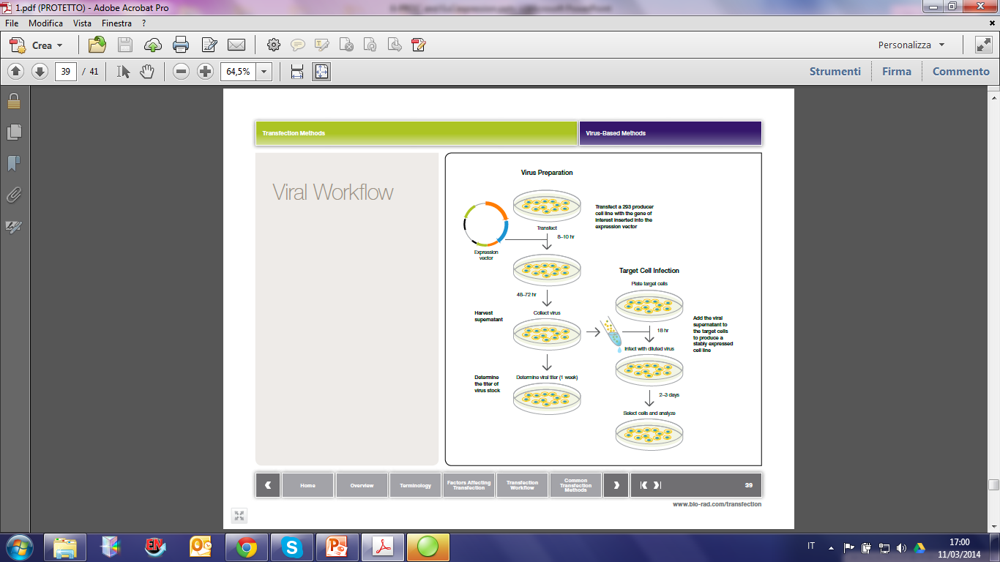 1.pdf (PROTETTO) - Adobe Acrobat Pro
File Modifica Vista Finestra ?
Crea
Personalizza
39 / 41
64,5%
Strumenti Firma Commento
Transfection Methods
Virus-Based Methods
Viral Workflow
Virus Preparation
Transfect a 293 producer
cell line with the gene of
interest inserted into the
expression vector
Transfect
8–10 hr
Expression
vector
48–72 hr
Harvest
supernatant
Collect virus
Determine
the titer of
virus stock
Determine viral titer (1 week)
Target Cell Infection
Plate target cells
18 hr
Add the viral
supernatant to
the target cells
to produce a
stably expressed
cell line
Infect with diluted virus
2–3 days
Select cells and analyze
Home
Overview
Terminology
Factors Affecting
Transfection
Transfection
Workflow
Common
Transfection
Methods
39
www.bio-rad.com/transfection
EN
IT
17:00
11/03/2014